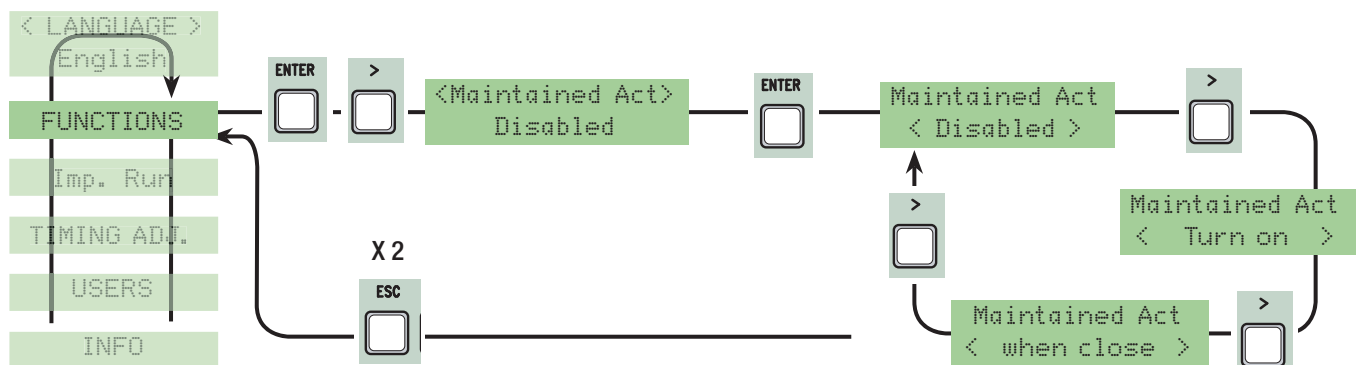 < LANGUAGE >
English
FUNCTIONS
Imp. Run
TIMING ADJ.
USERS
INFO
ENTER
>
<Maintained Act>
Disabled
ENTER
Maintained Act
< Disabled >
>
Maintained Act
< Turn on >
>
Maintained Act
< when close >
>
X 2
ESC